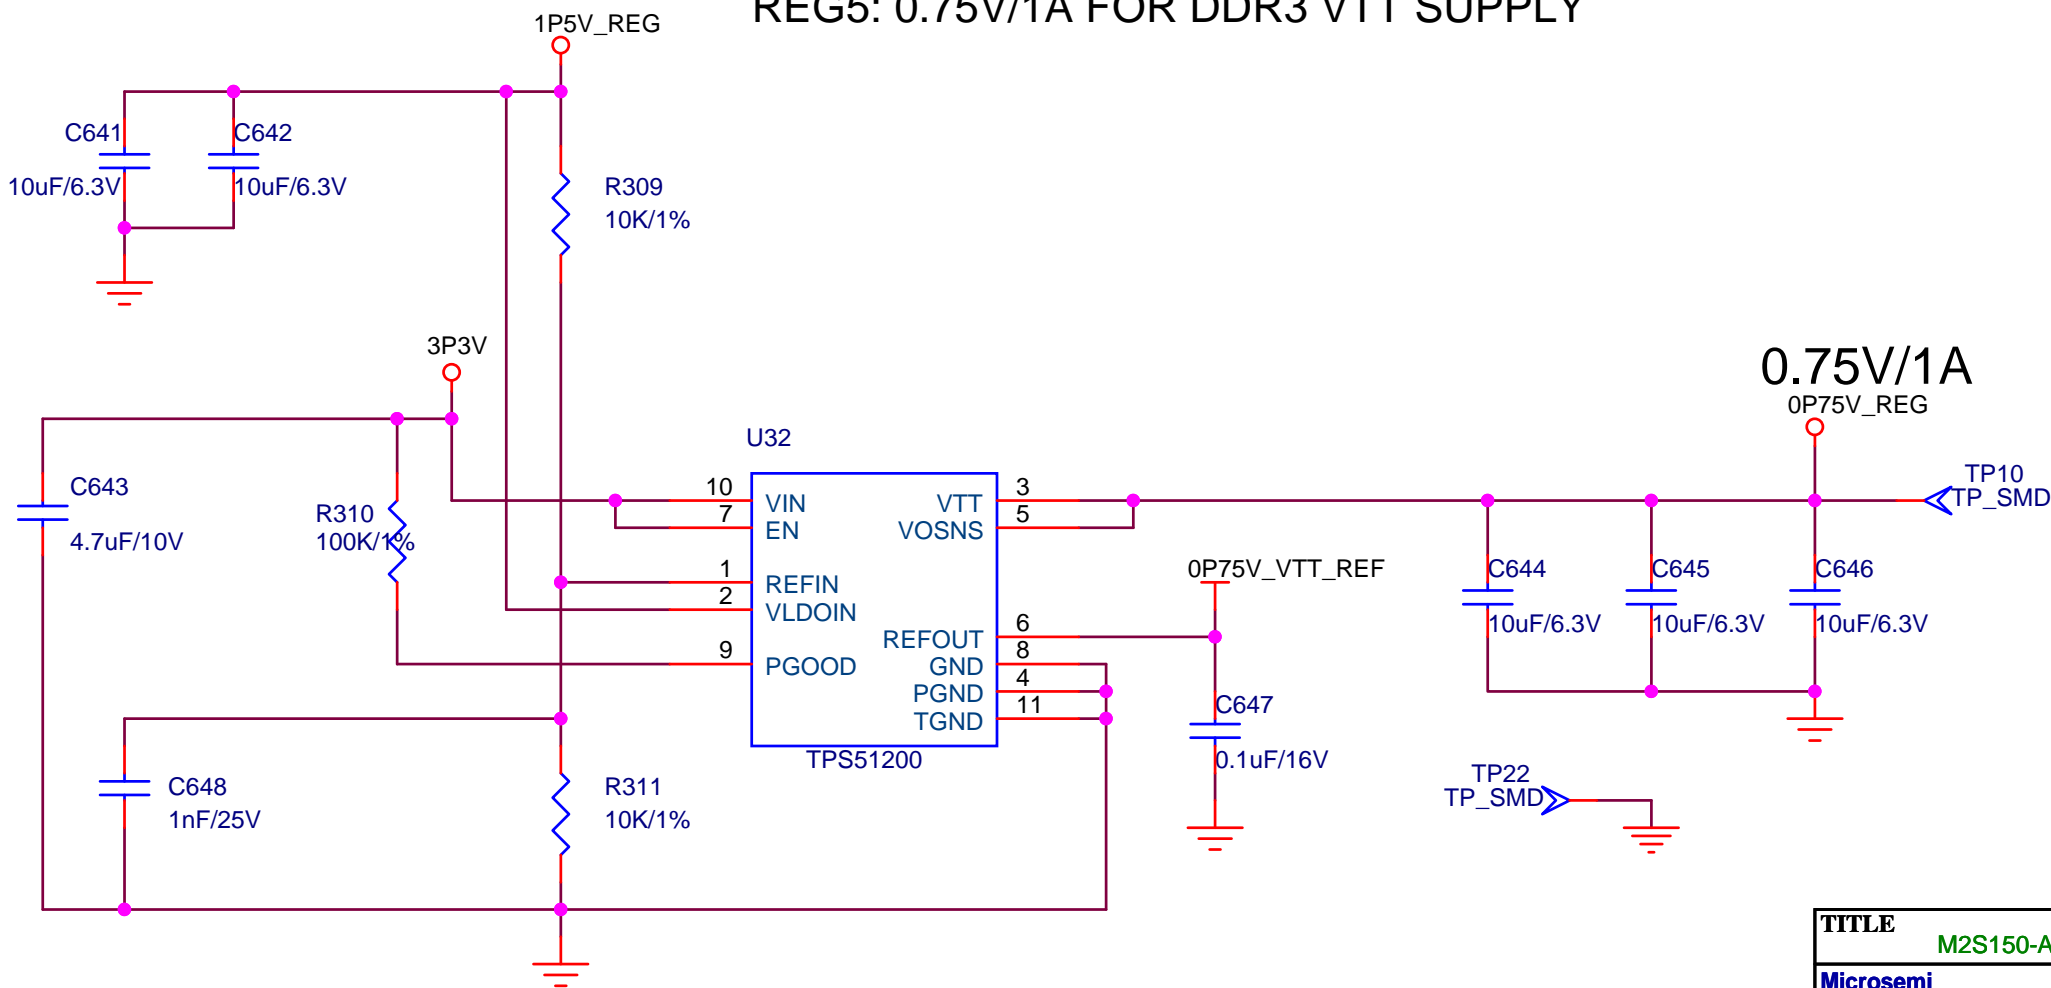 REG5: 0.75V/1A FOR DDR3 VTT SUPPLY
1P5V_REG
C641
10uF/6.3V
C642
10uF/6.3V
R309
10K/1%
3P3V
0.75V/1A
0P75V_REG
U32
C643
4.7uF/10V
R310
100K/1%
10 VIN
7 EN
1 REFIN
2 VLDOIN
9 PGOOD
VTT 3
VOSNS 5
REFOUT 6
GND 8
PGND 4
TGND 11
TPS51200
TP10
TP_SMD
0P75V_VTT_REF
C644
10uF/6.3V
C645
10uF/6.3V
C646
10uF/6.3V
C647
0.1uF/16V
C648
1nF/25V
R311
10K/1%
TP22
TP_SMD
TITLE
M2S150-A
Microsemi